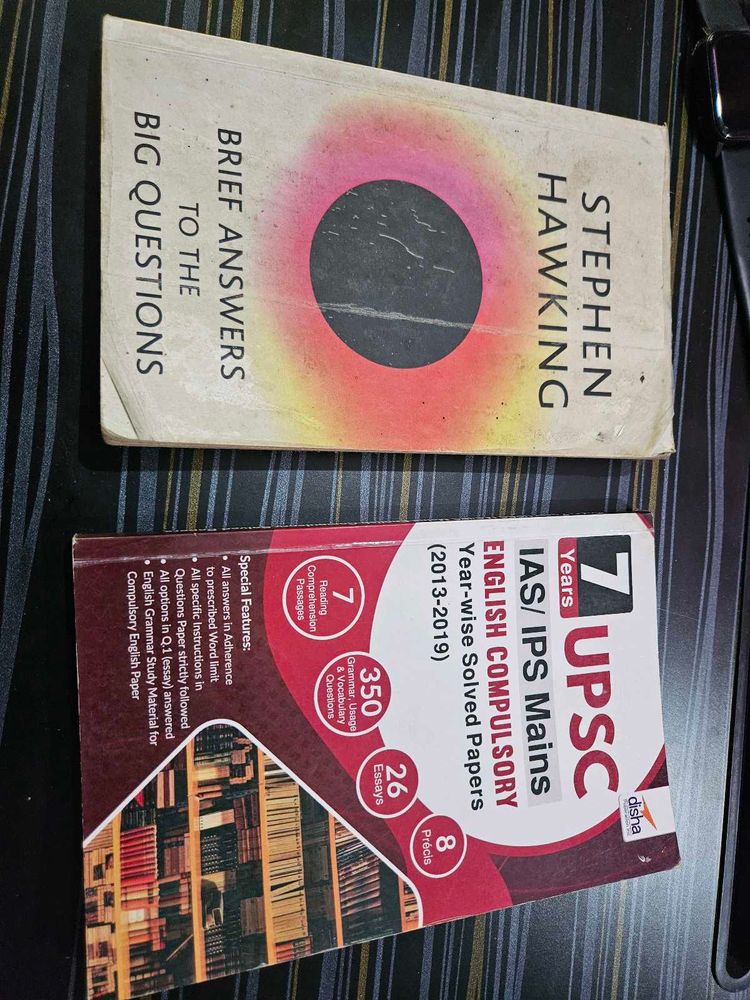 STEPHEN
HAWKING
BRIEF ANSWERS
TO THE
BIG QUESTIONS
7
Years
UPSC
IAS/ IPS Mains
ENGLISH COMPULSORY
Year-wise Solved Papers
(2013-2019)
disha
7
Reading
Comprehension
Passages
350
Grammar, Usage
& Vocabulary
Questions
26
Essays
8
Précis
Special Features:
• All answers in Adherence
to prescribed Word limit
• All specific Instructions in
Questions Paper strictly followed
• All options in Q.1 (essay) answered
• English Grammar Study Material for
Compulsory English Paper